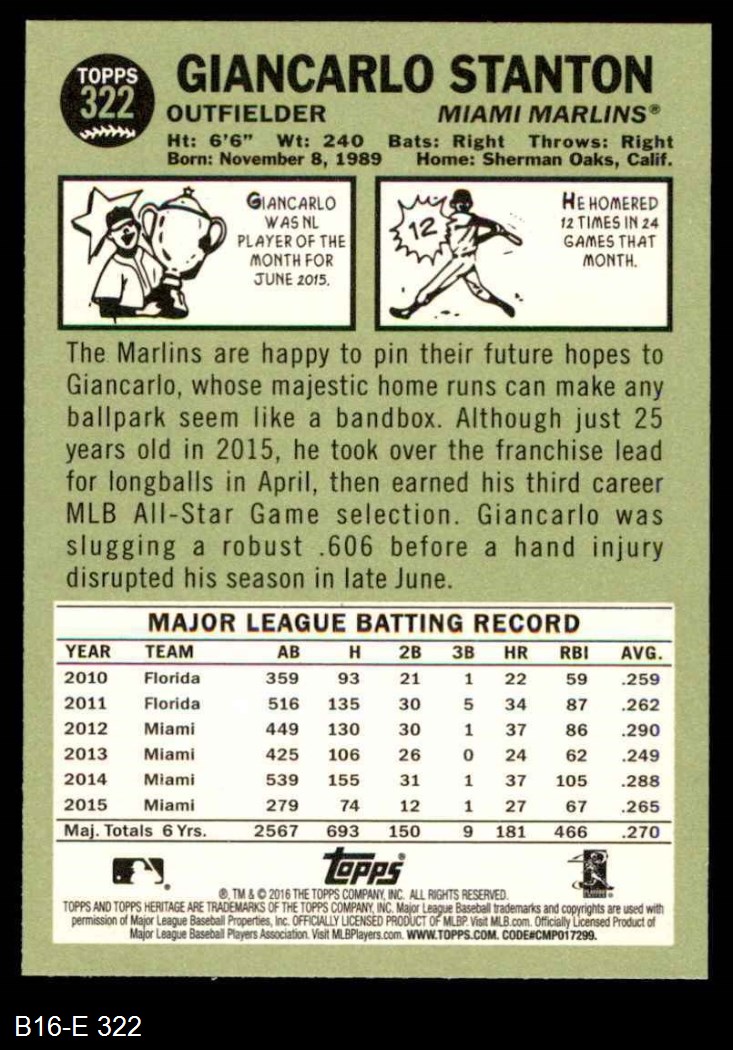 TOPPS
322
GIANCARLO STANTON
OUTFIELDER MIAMI MARLINS®
Ht: 6'6" Wt: 240 Bats: Right Throws: Right
Born: November 8, 1989 Home: Sherman Oaks, Calif.
GIANCARLO
WAS NL
PLAYER OF THE
MONTH FOR
JUNE 2015.
12
HE HOMERED
12 TIMES IN 24
GAMES THAT
MONTH.
The Marlins are happy to pin their future hopes to
Giancarlo, whose majestic home runs can make any
ballpark seem like a bandbox. Although just 25
years old in 2015, he took over the franchise lead
for longballs in April, then earned his third career
MLB All-Star Game selection. Giancarlo was
slugging a robust .606 before a hand injury
disrupted his season in late June.
MAJOR LEAGUE BATTING RECORD
YEAR TEAM AB H 2B 3B HR RBI AVG.
2010 Florida 359 93 21 1 22 59 .259
2011 Florida 516 135 30 5 34 87 .262
2012 Miami 449 130 30 1 37 86 .290
2013 Miami 425 106 26 0 24 62 .249
2014 Miami 539 155 31 1 37 105 .288
2015 Miami 279 74 12 1 27 67 .265
Maj. Totals 6 Yrs. 2567 693 150 9 181 466 .270
topps®
®, TM & © 2016 THE TOPPS COMPANY, INC. ALL RIGHTS RESERVED.
TOPPS AND TOPPS HERITAGE ARE TRADEMARKS OF THE TOPPS COMPANY, INC. Major League Baseball trademarks and copyrights are used with
permission of Major League Baseball Properties, Inc. OFFICIALLY LICENSED PRODUCT OF MLBP. Visit MLB.com. Officially Licensed Product of
Major League Baseball Players Association. Visit MLBPlayers.com. WWW.TOPPS.COM. CODE#CMP017299.
B16-E 322